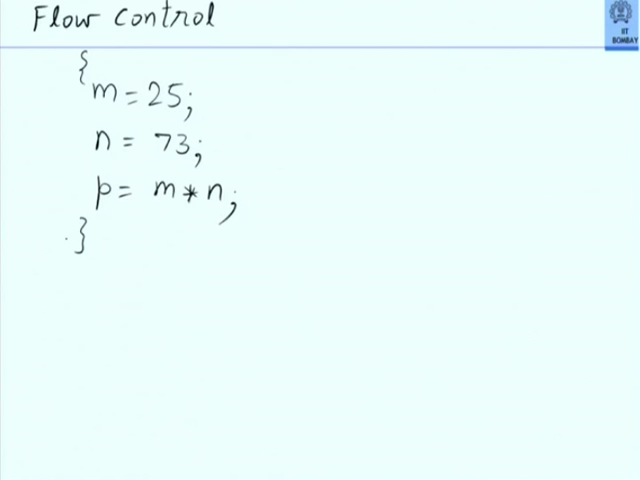 Flow control
IIT
BOMBAY
{
m = 25;
n = 73;
p = m * n;
}